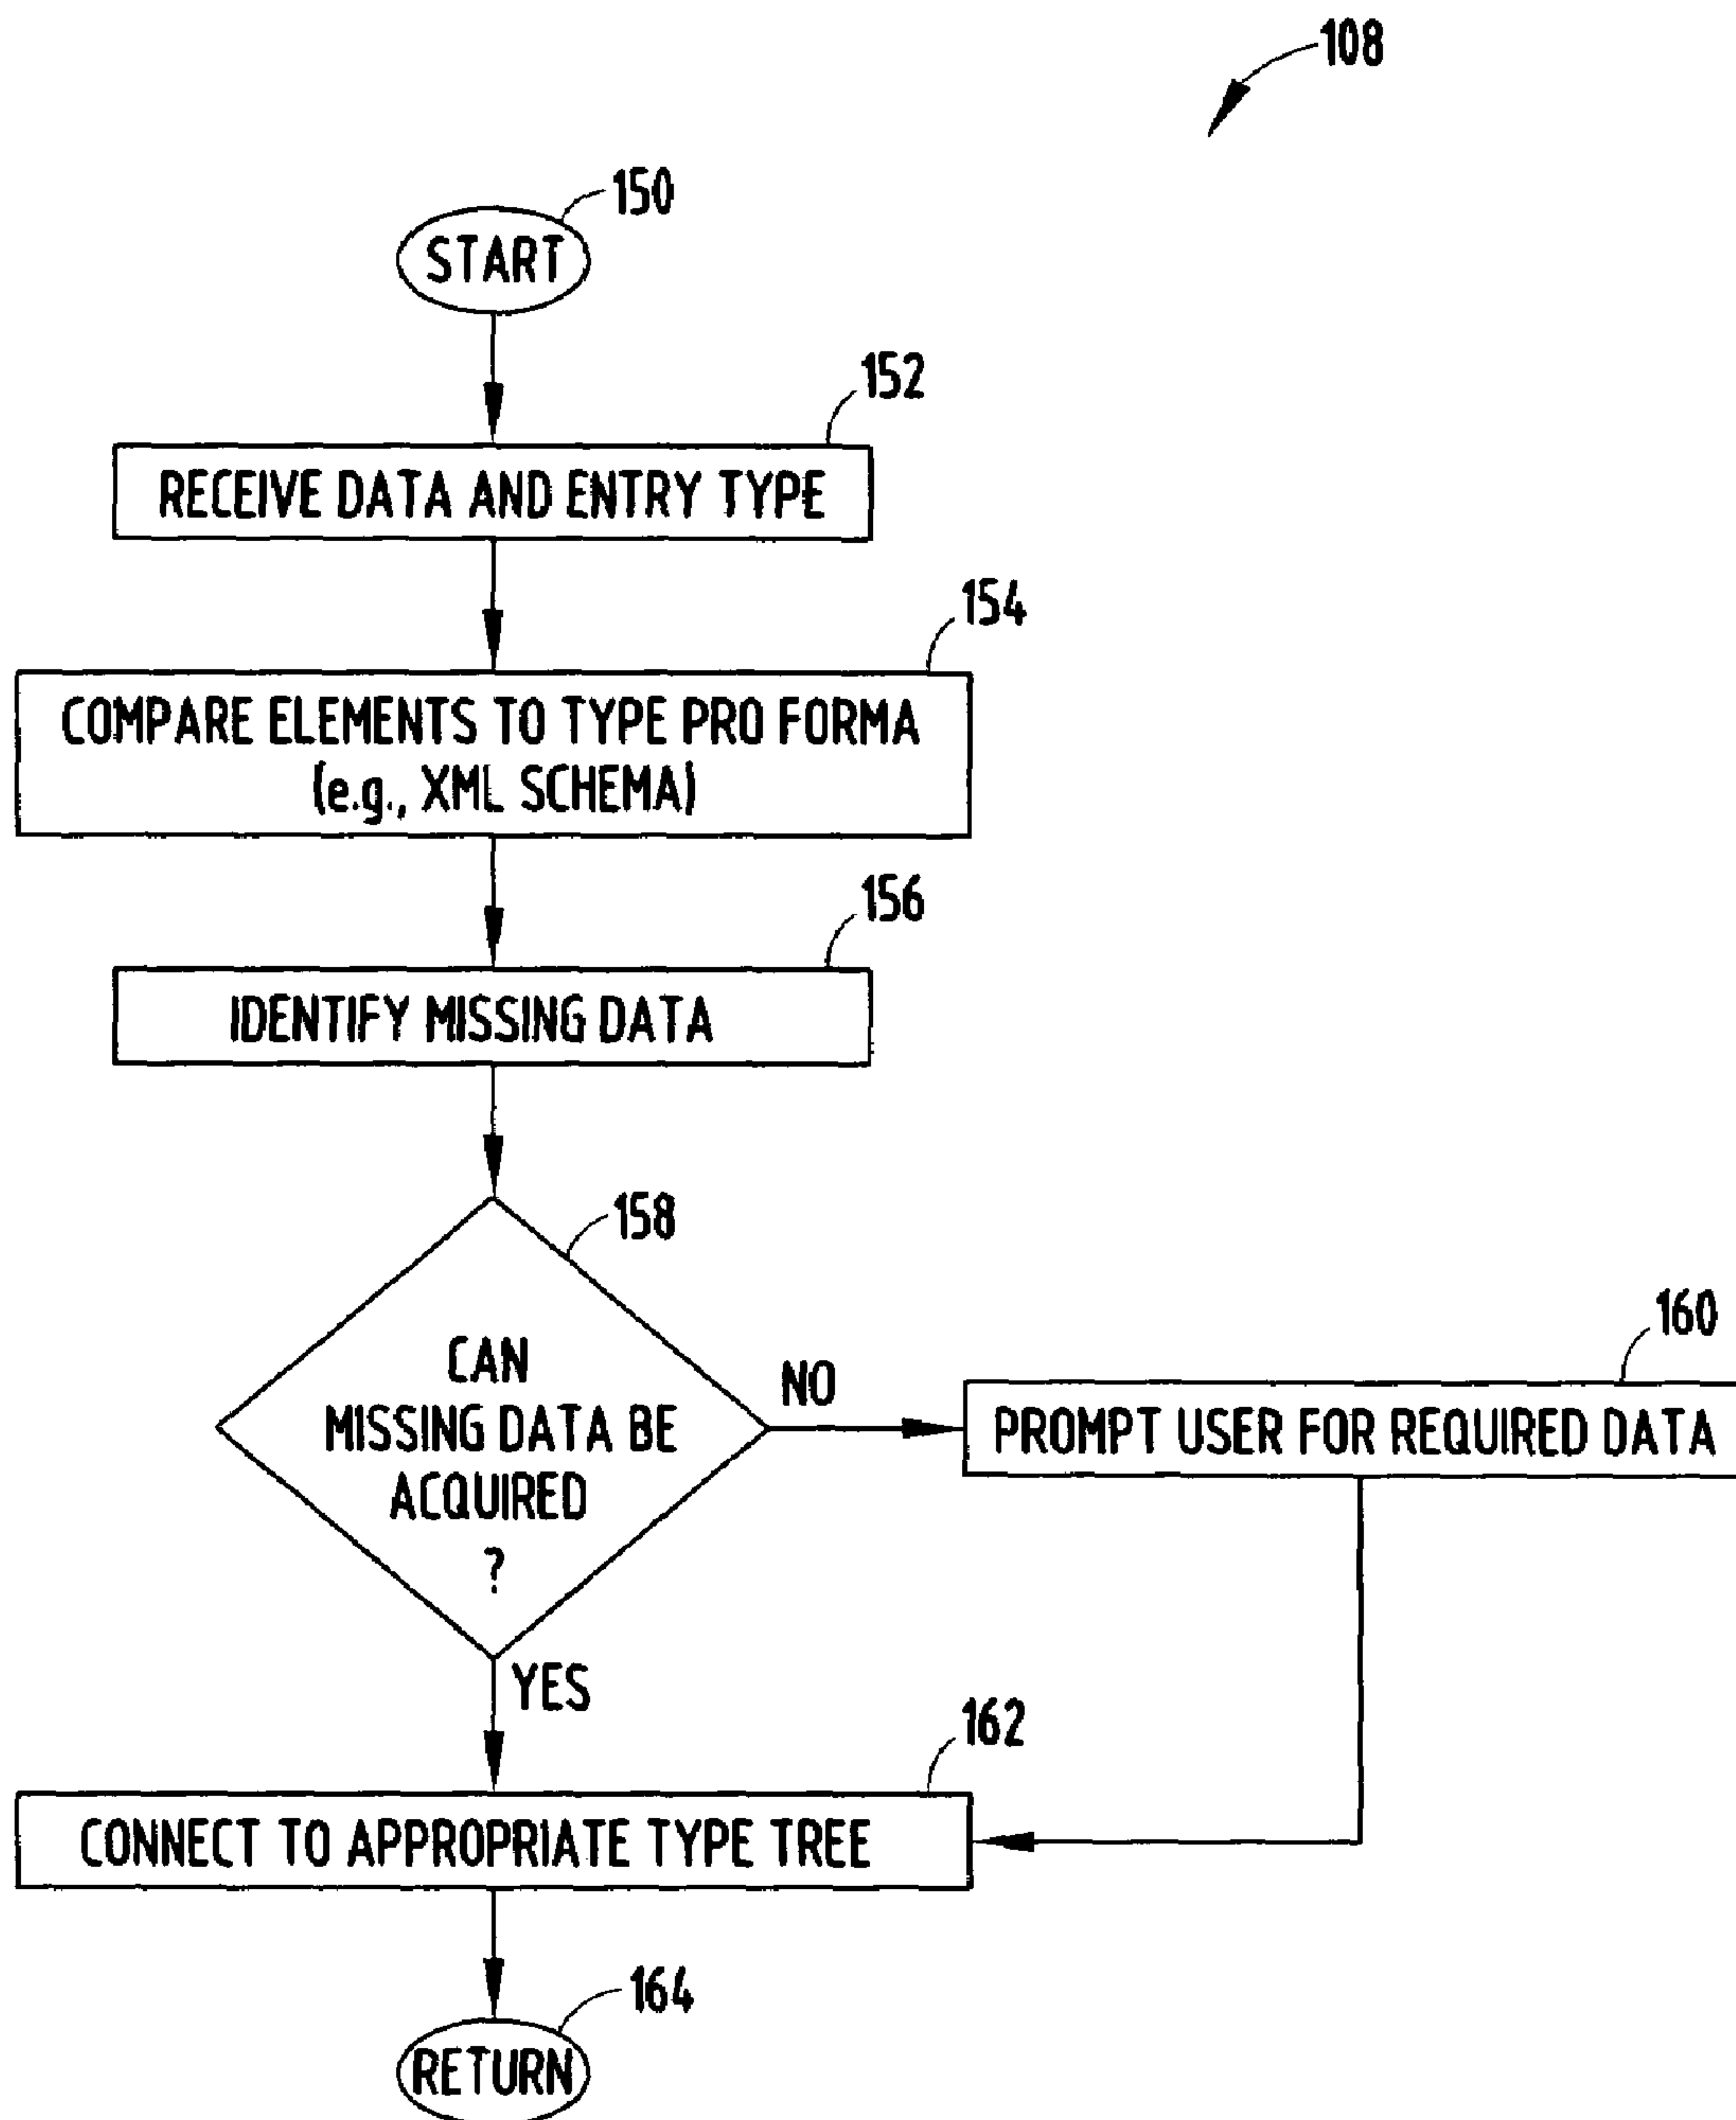 108
150
START
152
RECEIVE DATA AND ENTRY TYPE
154
COMPARE ELEMENTS TO TYPE PRO FORMA
(e.g., XML SCHEMA)
156
IDENTIFY MISSING DATA
158
CAN
MISSING DATA BE
ACQUIRED
?
NO
160
PROMPT USER FOR REQUIRED DATA
YES
162
CONNECT TO APPROPRIATE TYPE TREE
164
RETURN